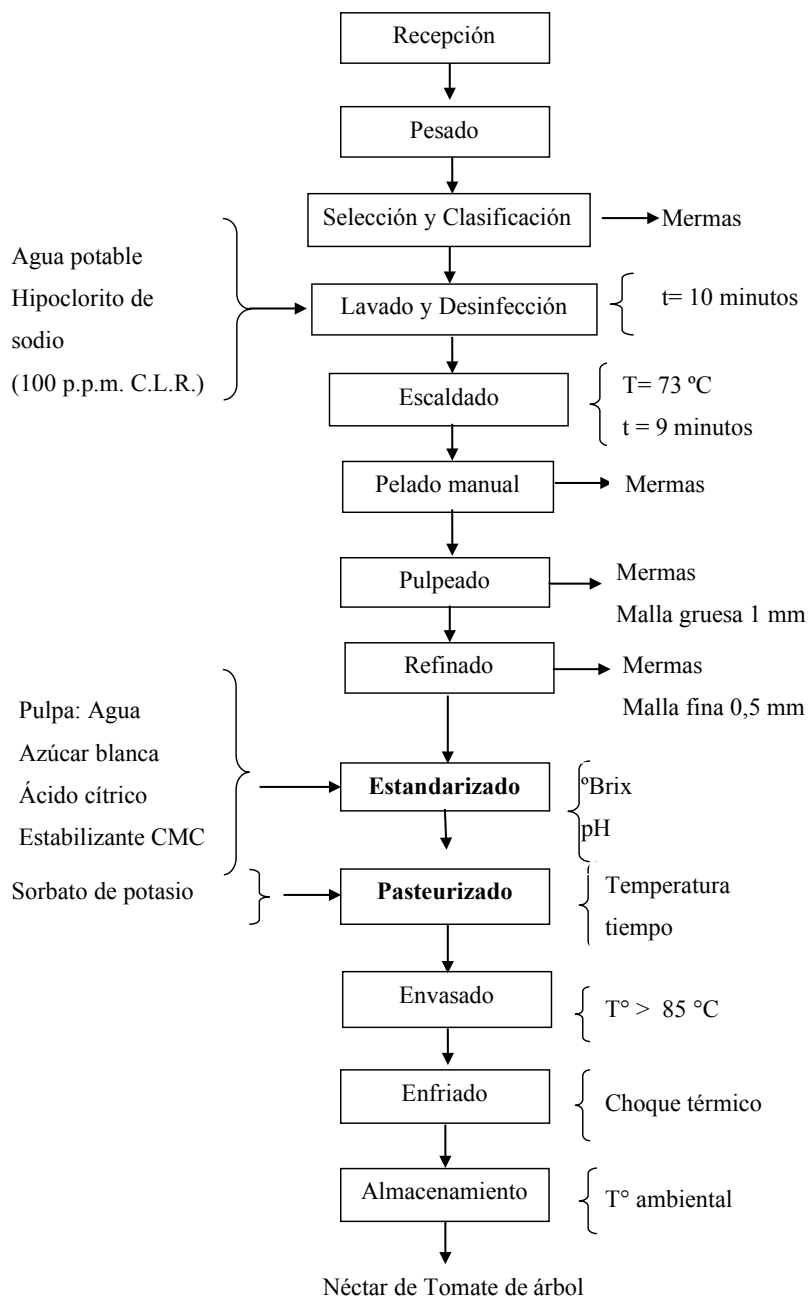 Recepción
Pesado
Selección y Clasificación
Mermas
Agua potable
Hipoclorito de
sodio
(100 p.p.m. C.L.R.)
Lavado y Desinfección
t= 10 minutos
Escaldado
T= 73 ºC
t = 9 minutos
Pelado manual
Mermas
Pulpeado
Mermas
Malla gruesa 1 mm
Refinado
Mermas
Malla fina 0,5 mm
Pulpa: Agua
Azúcar blanca
Ácido cítrico
Estabilizante CMC
Estandarizado
ºBrix
pH
Sorbato de potasio
Pasteurizado
Temperatura
tiempo
Envasado
T° > 85 °C
Enfriado
Choque térmico
Almacenamiento
T° ambiental
Néctar de Tomate de árbol